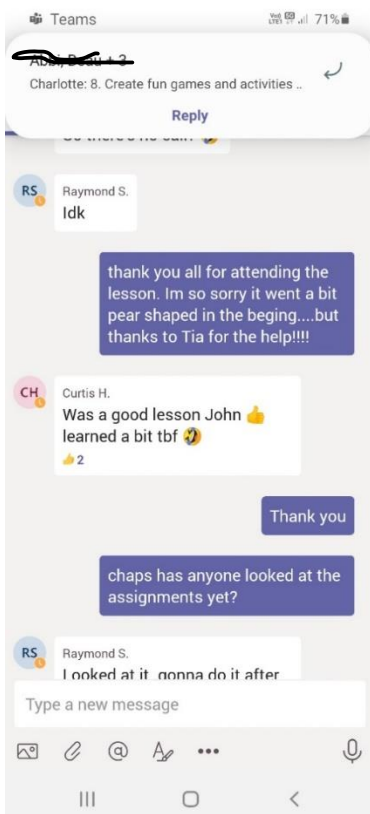 Teams
71%
+ 3
Charlotte: 8. Create fun games and activities ..
Reply
RS
Raymond S.
Idk
thank you all for attending the
lesson. Im so sorry it went a bit
pear shaped in the beging....but
thanks to Tia for the help!!!!
CH
Curtis H.
Was a good lesson John 👍
learned a bit tbf 🤣
👍 2
Thank you
chaps has anyone looked at the
assignments yet?
RS
Raymond S.
Looked at it gonna do it after
Type a new message